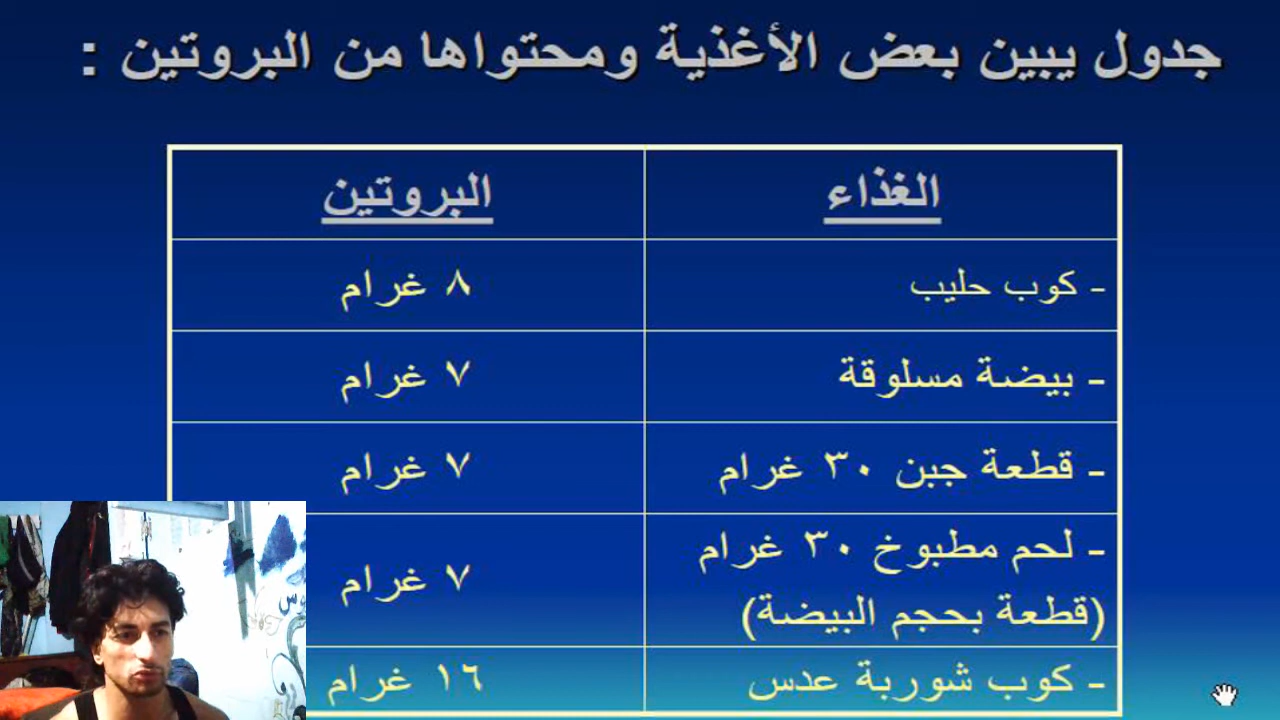 جدول يبين بعض الأغذية ومحتواها من البروتين :
الغذاء البروتين
- كوب حليب ٨ غرام
- بيضة مسلوقة ٧ غرام
- قطعة جبن ٣٠ غرام ٧ غرام
- لحم مطبوخ ٣٠ غرام
(قطعة بحجم البيضة) ٧ غرام
- كوب شوربة عدس ١٦ غرام